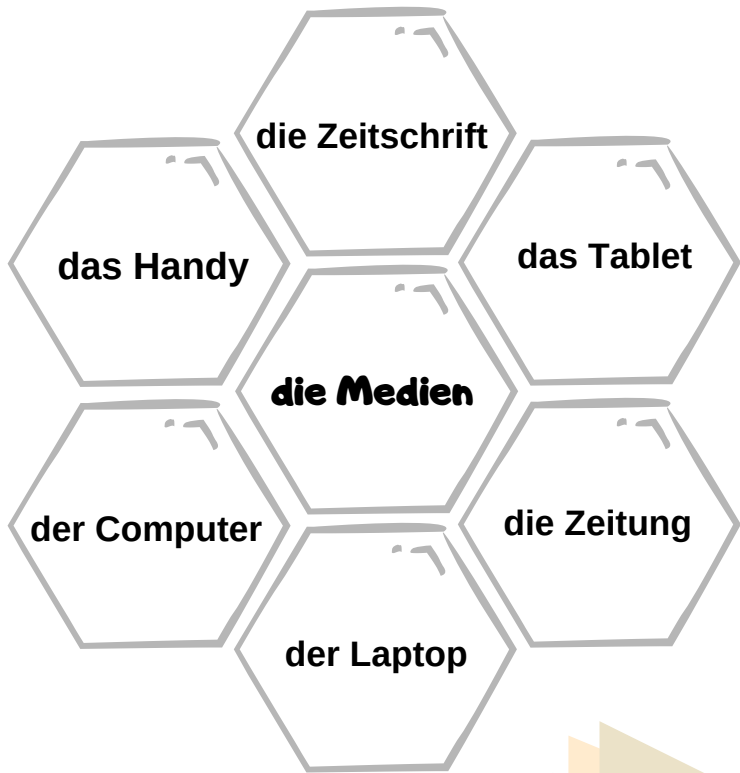 die Zeitschrift
das Handy
das Tablet
die Medien
der Computer
die Zeitung
der Laptop